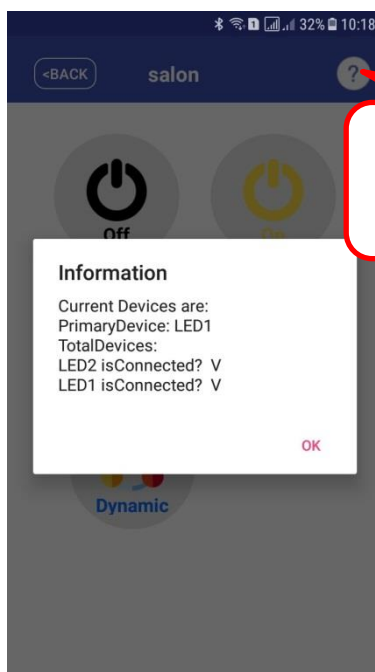 32% 10:18
<BACK
salon
?
Off
On
Information
Current Devices are:
PrimaryDevice: LED1
TotalDevices:
LED2 isConnected? V
LED1 isConnected? V
OK
Dynamic